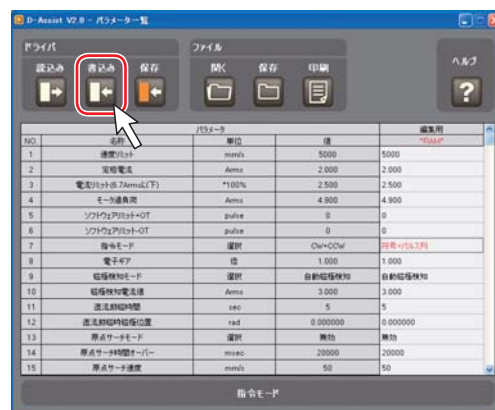 D-Assist V2.0 - パラメーター一覧
ドライバ
ファイル
読込み 書込み 保存
開く 保存 印刷
ヘルプ
パラメータ 編集用
NO. 名称 単位 値 *RAM*
1 速度リミット mm/s 5000 5000
2 定格電流 Arms 2.000 2.000
3 電流リミット(6.7Arms以下) *100% 2.500 2.500
4 モータ過負荷 Arms 4.900 4.900
5 ソフトウェアリミット+OT pulse 0 0
6 ソフトウェアリミット-OT pulse 0 0
7 指令モード 選択 CW+CCW 符号+パルス列
8 電子ギア 倍 1.000 1.000
9 磁極検知モード 選択 自動磁極検知 自動磁極検知
10 磁極検知電流値 Arms 3.000 3.000
11 直流励磁時間 sec 5 5
12 直流励磁時磁極位置 rad 0.000000 0.000000
13 原点サーチモード 選択 無効 無効
14 原点サーチ時間オーバー msec 20000 20000
15 原点サーチ速度 mm/s 50 50
指令モード